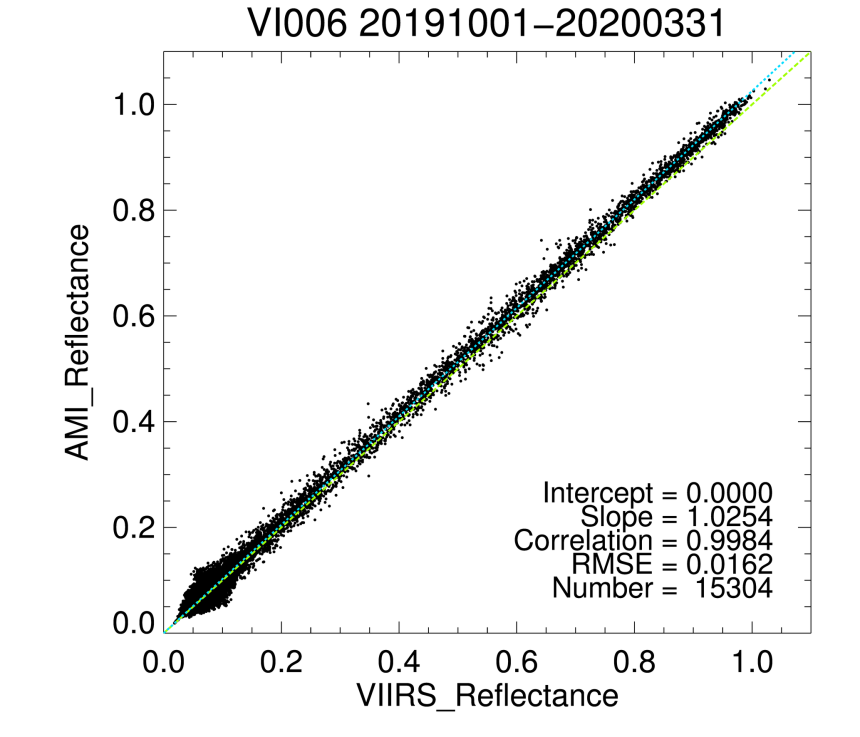 VI006 20191001−20200331
AMI_Reflectance
1.0
0.8
0.6
0.4
0.2
0.0
Intercept = 0.0000
Slope = 1.0254
Correlation = 0.9984
RMSE = 0.0162
Number = 15304
0.0 0.2 0.4 0.6 0.8 1.0
VIIRS_Reflectance